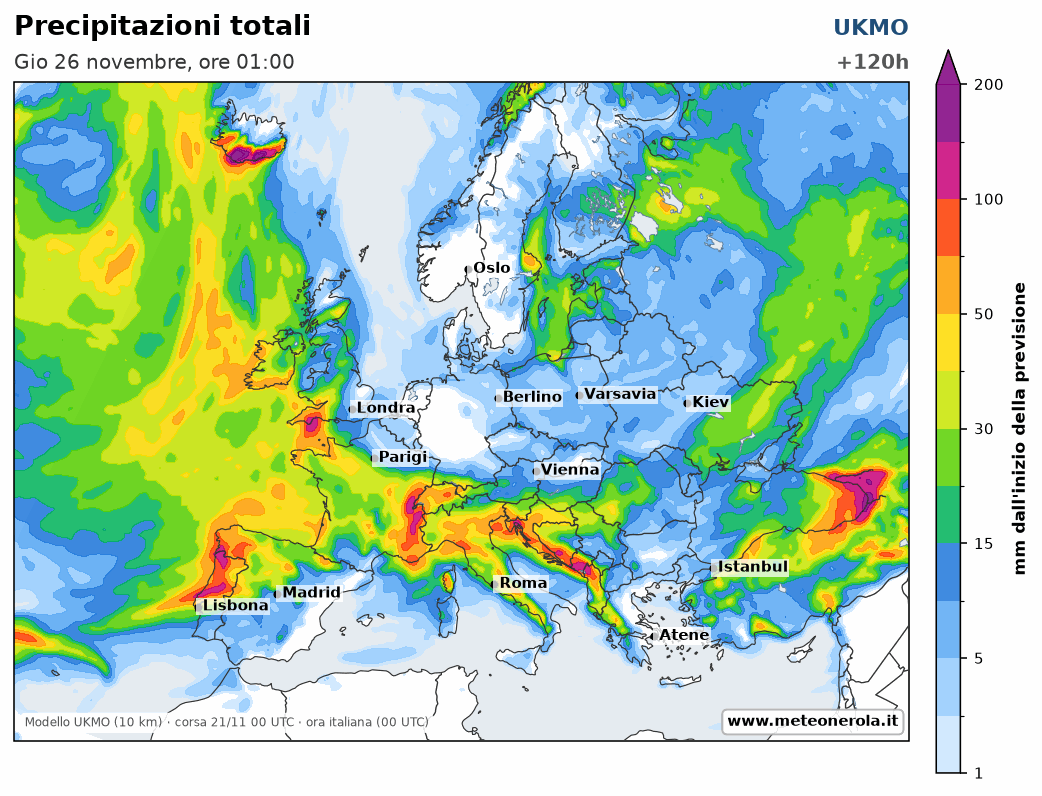 Precipitazioni totali
UKMO
Gio 26 novembre, ore 01:00
+120h
200
100
50
30
15
5
1
mm dall'inizio della previsione
Oslo
Londra
Berlino
Varsavia
Kiev
Parigi
Vienna
Istanbul
Roma
Madrid
Lisbona
Atene
Modello UKMO (10 km) · corsa 21/11 00 UTC · ora italiana (00 UTC)
www.meteonerola.it